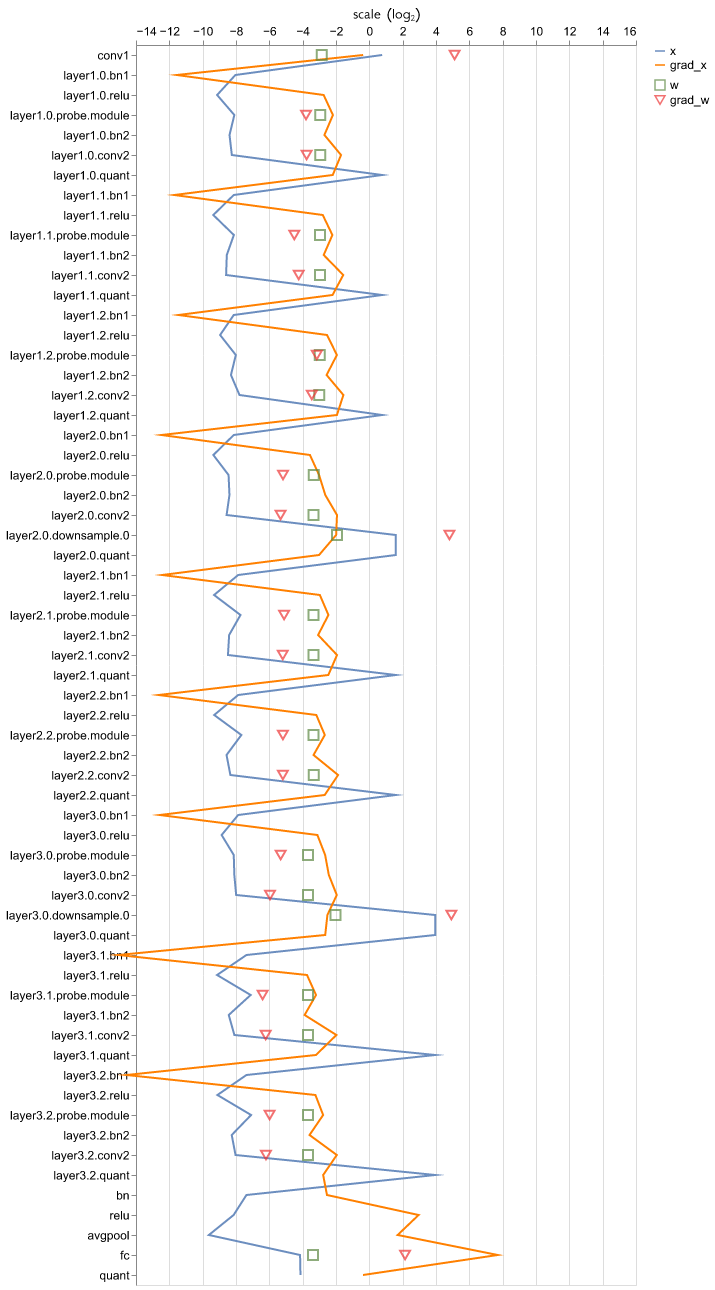 scale (log₂)
−14 −12 −10 −8 −6 −4 −2 0 2 4 6 8 10 12 14 16
x
grad_x
w
grad_w
conv1
layer1.0.bn1
layer1.0.relu
layer1.0.probe.module
layer1.0.bn2
layer1.0.conv2
layer1.0.quant
layer1.1.bn1
layer1.1.relu
layer1.1.probe.module
layer1.1.bn2
layer1.1.conv2
layer1.1.quant
layer1.2.bn1
layer1.2.relu
layer1.2.probe.module
layer1.2.bn2
layer1.2.conv2
layer1.2.quant
layer2.0.bn1
layer2.0.relu
layer2.0.probe.module
layer2.0.bn2
layer2.0.conv2
layer2.0.downsample.0
layer2.0.quant
layer2.1.bn1
layer2.1.relu
layer2.1.probe.module
layer2.1.bn2
layer2.1.conv2
layer2.1.quant
layer2.2.bn1
layer2.2.relu
layer2.2.probe.module
layer2.2.bn2
layer2.2.conv2
layer2.2.quant
layer3.0.bn1
layer3.0.relu
layer3.0.probe.module
layer3.0.bn2
layer3.0.conv2
layer3.0.downsample.0
layer3.0.quant
layer3.1.bn1
layer3.1.relu
layer3.1.probe.module
layer3.1.bn2
layer3.1.conv2
layer3.1.quant
layer3.2.bn1
layer3.2.relu
layer3.2.probe.module
layer3.2.bn2
layer3.2.conv2
layer3.2.quant
bn
relu
avgpool
fc
quant